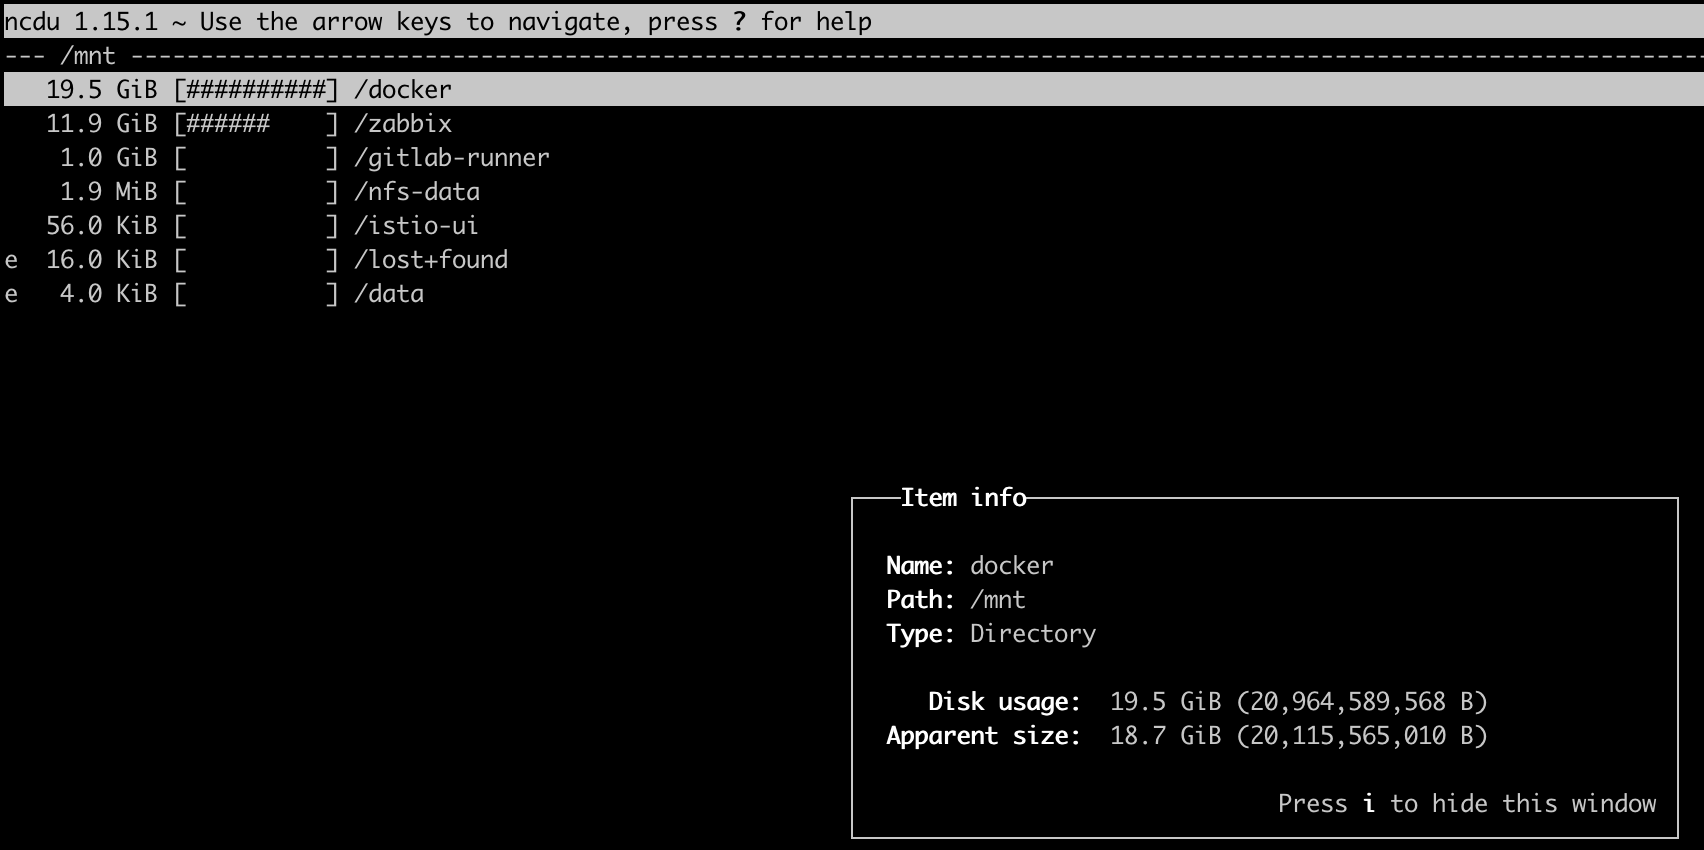 ncdu 1.15.1 ~ Use the arrow keys to navigate, press ? for help
--- /mnt ----------------------------------------------------------------------------------------------------------------
   19.5 GiB [##########] /docker
   11.9 GiB [######    ] /zabbix
    1.0 GiB [          ] /gitlab-runner
    1.9 MiB [          ] /nfs-data
   56.0 KiB [          ] /istio-ui
e  16.0 KiB [          ] /lost+found
e   4.0 KiB [          ] /data
Item info
Name: docker
Path: /mnt
Type: Directory
Disk usage:  19.5 GiB (20,964,589,568 B)
Apparent size:  18.7 GiB (20,115,565,010 B)
Press i to hide this window